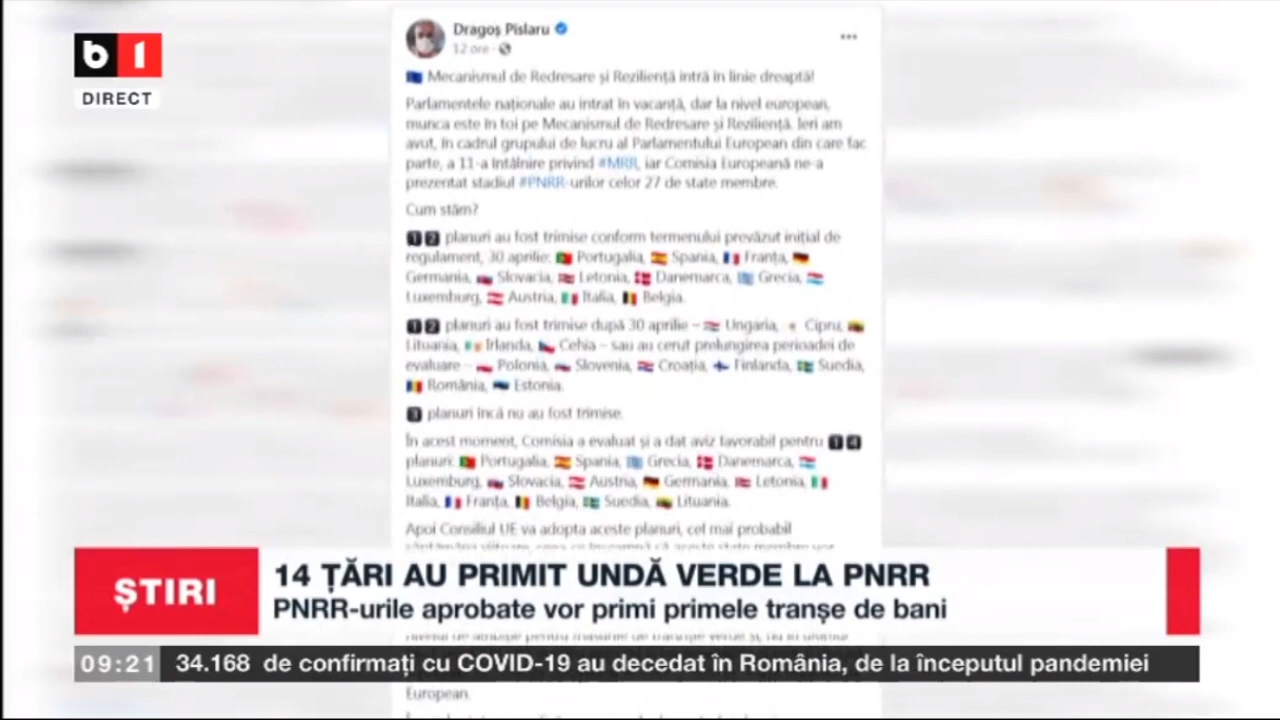 b 1
DIRECT
Dragoș Pîslaru
12 ore
Mecanismul de Redresare și Reziliență intră în linie dreaptă!
Parlamentele naționale au intrat în vacanță, dar la nivel european,
munca este în toi pe Mecanismul de Redresare și Reziliență. Ieri am
avut, în cadrul grupului de lucru al Parlamentului European din care fac
parte, a 11-a întâlnire privind #MRR, iar Comisia Europeană ne-a
prezentat stadiul #PNRR-urilor celor 27 de state membre.
Cum stăm?
1 2 planuri au fost trimise conform termenului prevăzut inițial de
regulament, 30 aprilie: Portugalia, Spania, Franța,
Germania, Slovacia, Letonia, Danemarca, Grecia,
Luxemburg, Austria, Italia, Belgia.
1 2 planuri au fost trimise după 30 aprilie – Ungaria, Cipru,
Lituania, Irlanda, Cehia – sau au cerut prelungirea perioadei de
evaluare – Polonia, Slovenia, Croația, Finlanda, Suedia,
România, Estonia.
3 planuri încă nu au fost trimise.
În acest moment, Comisia a evaluat și a dat aviz favorabil pentru 1 4
planuri: Portugalia, Spania, Grecia, Danemarca,
Luxemburg, Slovacia, Austria, Germania, Letonia,
Italia, Franța, Belgia, Suedia, Lituania.
Apoi Consiliul UE va adopta aceste planuri, cel mai probabil
ȘTIRI
14 ȚĂRI AU PRIMIT UNDĂ VERDE LA PNRR
PNRR-urile aprobate vor primi primele tranșe de bani
09:21 34.168 de confirmați cu COVID-19 au decedat în România, de la începutul pandemiei
European.